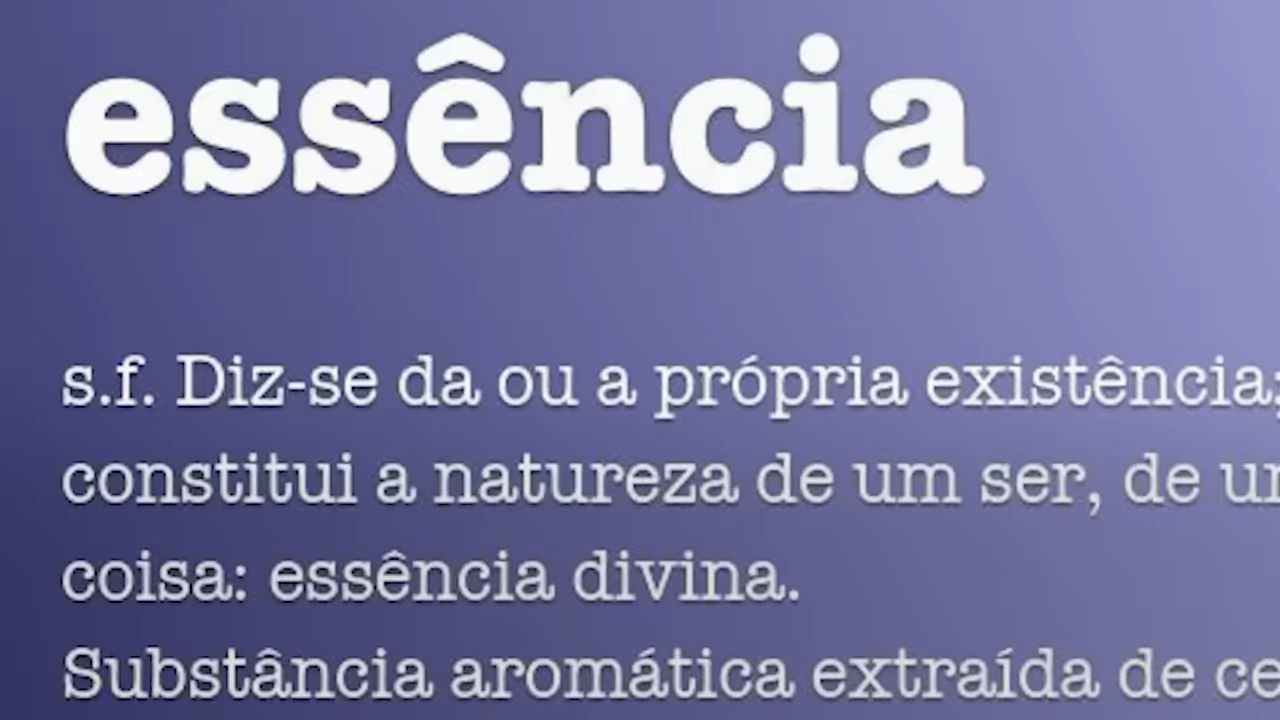 essência
s.f. Diz-se da ou a própria existência;
constitui a natureza de um ser, de
coisa: essência divina.
Substância aromática extraída de